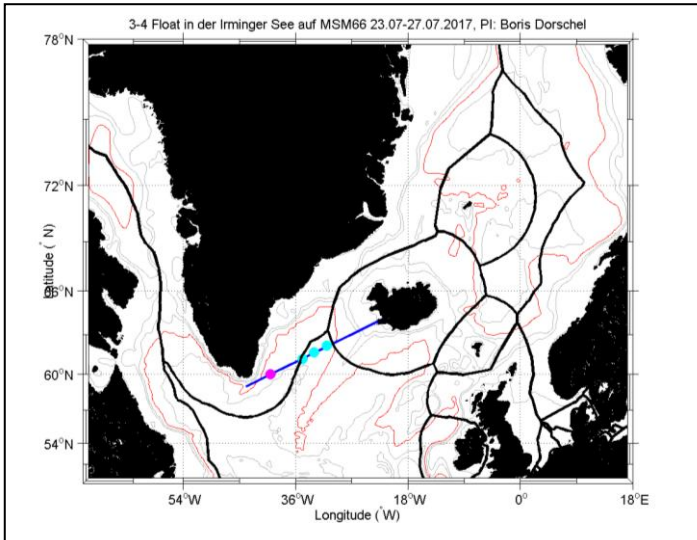 3-4 Float in der Irminger See auf MSM66 23.07-27.07.2017, PI: Boris Dorschel
78°N
72°N
66°N
60°N
54°N
Latitude (° N)
54°W
36°W
18°W
0°
18°E
Longitude (°W)